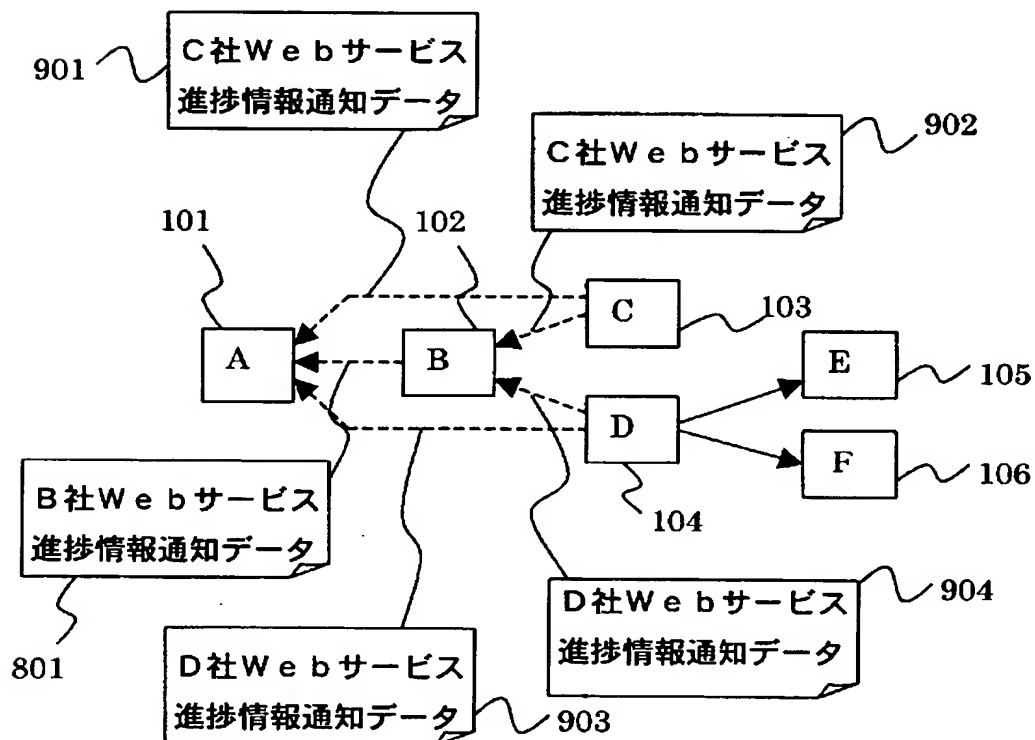 C社Webサービス
進捗情報通知データ
901
C社Webサービス
進捗情報通知データ
902
101
102
A
B
C
103
D
104
E
105
F
106
B社Webサービス
進捗情報通知データ
801
D社Webサービス
進捗情報通知データ
903
D社Webサービス
進捗情報通知データ
904